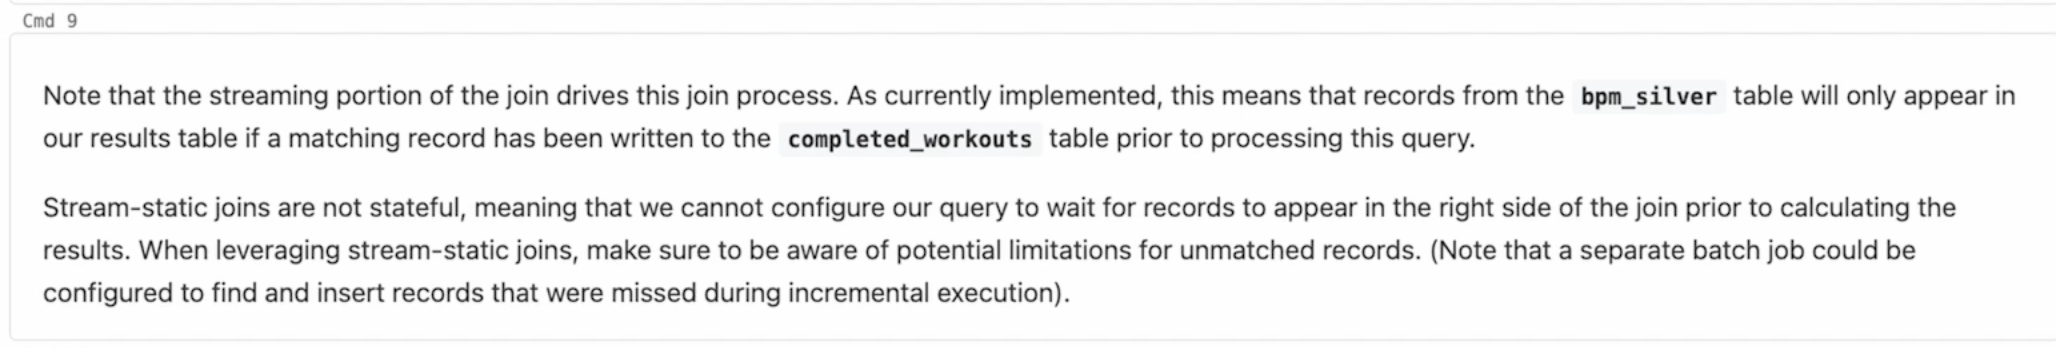 Cmd 9
Note that the streaming portion of the join drives this join process. As currently implemented, this means that records from the bpm_silver table will only appear in
our results table if a matching record has been written to the completed_workouts table prior to processing this query.
Stream-static joins are not stateful, meaning that we cannot configure our query to wait for records to appear in the right side of the join prior to calculating the
results. When leveraging stream-static joins, make sure to be aware of potential limitations for unmatched records. (Note that a separate batch job could be
configured to find and insert records that were missed during incremental execution).